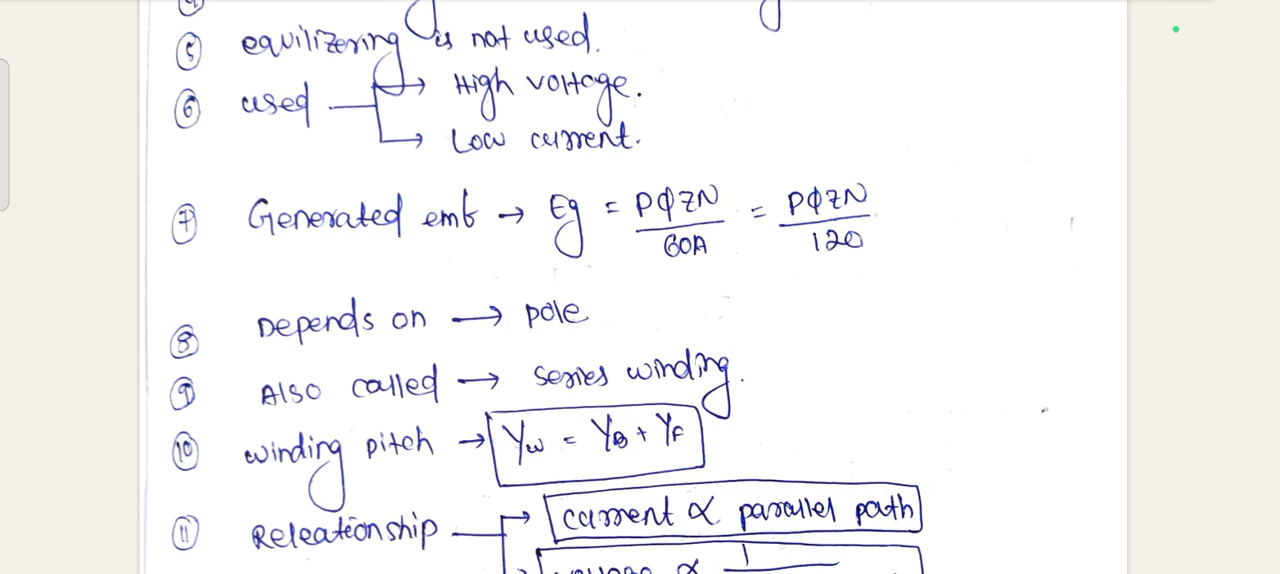 ⑤ equilizering is not used.
⑥ used → High voltage.
→ Low current.
⑦ Generated emf → Eg = PΦZN/60A = PΦZN/120
⑧ Depends on → pole
⑨ Also called → series winding.
⑩ winding pitch → Yw = YB + YF
⑪ Releationship → current ∝ parallel path
∝ 1